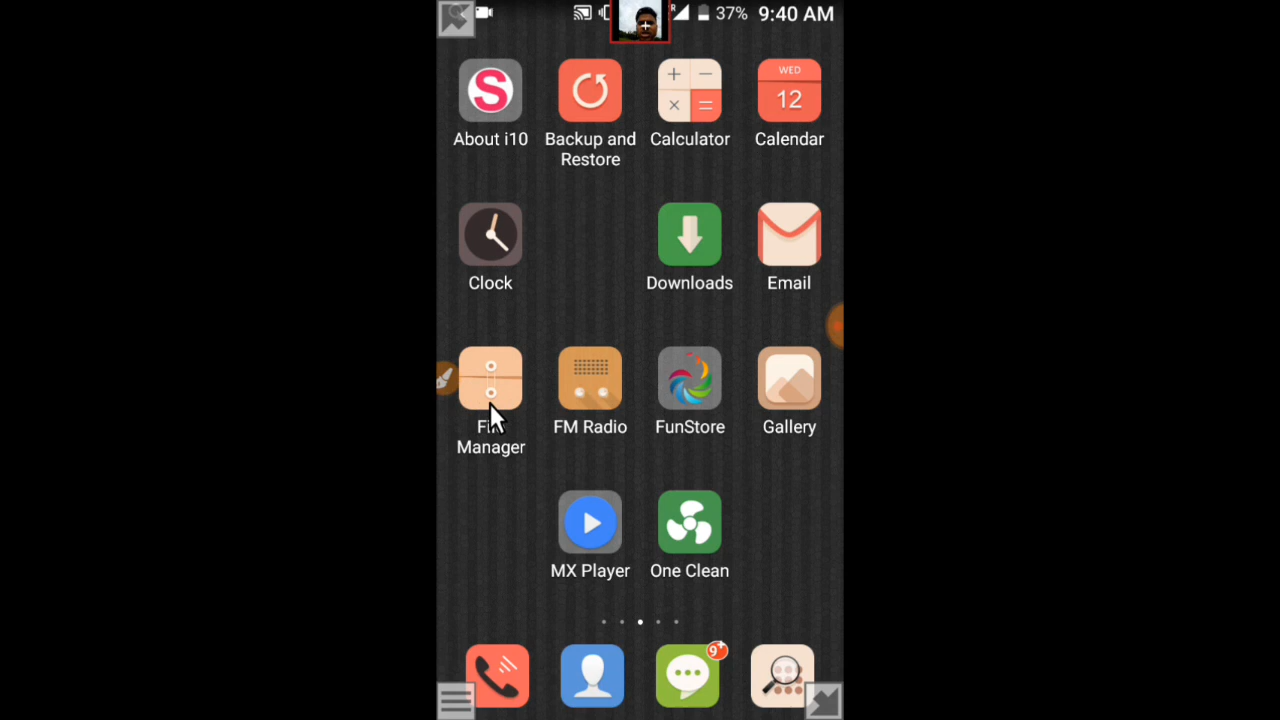 37% 9:40 AM
WED
12
S
About i10
Backup and
Restore
Calculator
Calendar
Clock
Downloads
Email
Manager
FM Radio
FunStore
Gallery
MX Player
One Clean
9+